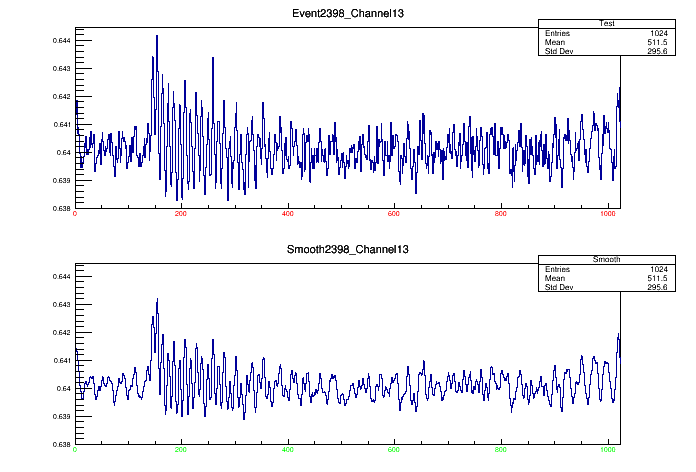 Event2398_Channel13
Test
Entries 1024
Mean 511.5
Std Dev 295.6
0.644
0.643
0.642
0.641
0.64
0.639
0.638
0 200 400 600 800 1000
Smooth2398_Channel13
Smooth
Entries 1024
Mean 511.5
Std Dev 295.6
0.644
0.643
0.642
0.641
0.64
0.639
0.638
0 200 400 600 800 1000